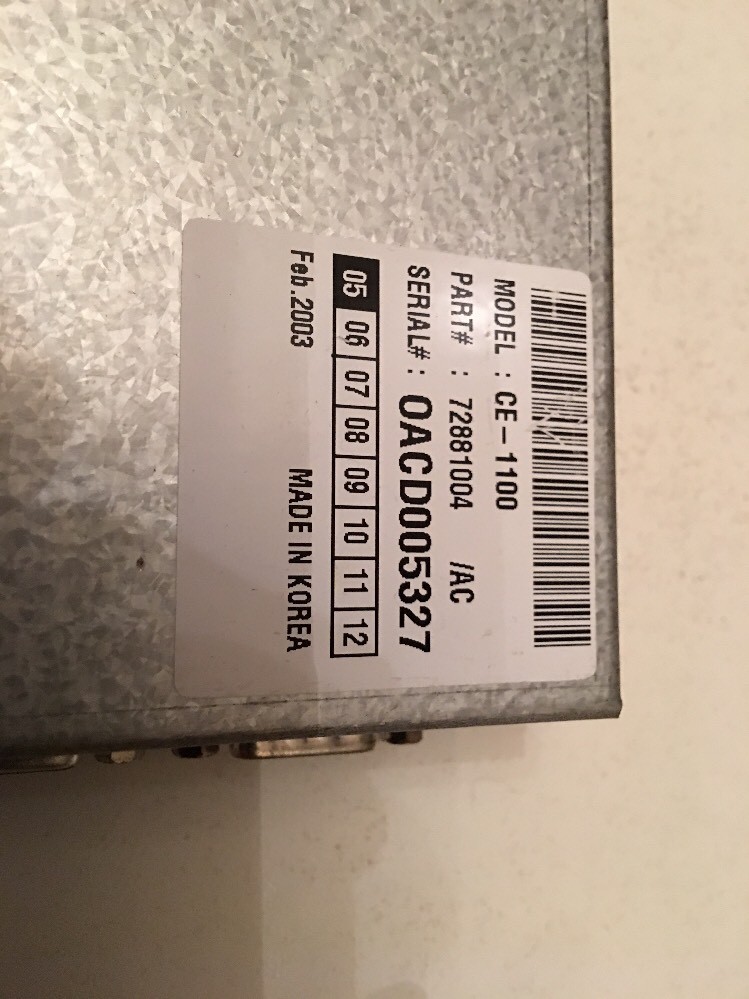 MODEL : CE-1100
PART# : 72881004 /AC
SERIAL# : OACD005327
05 06 07 08 09 10 11 12
Feb.2003 MADE IN KOREA